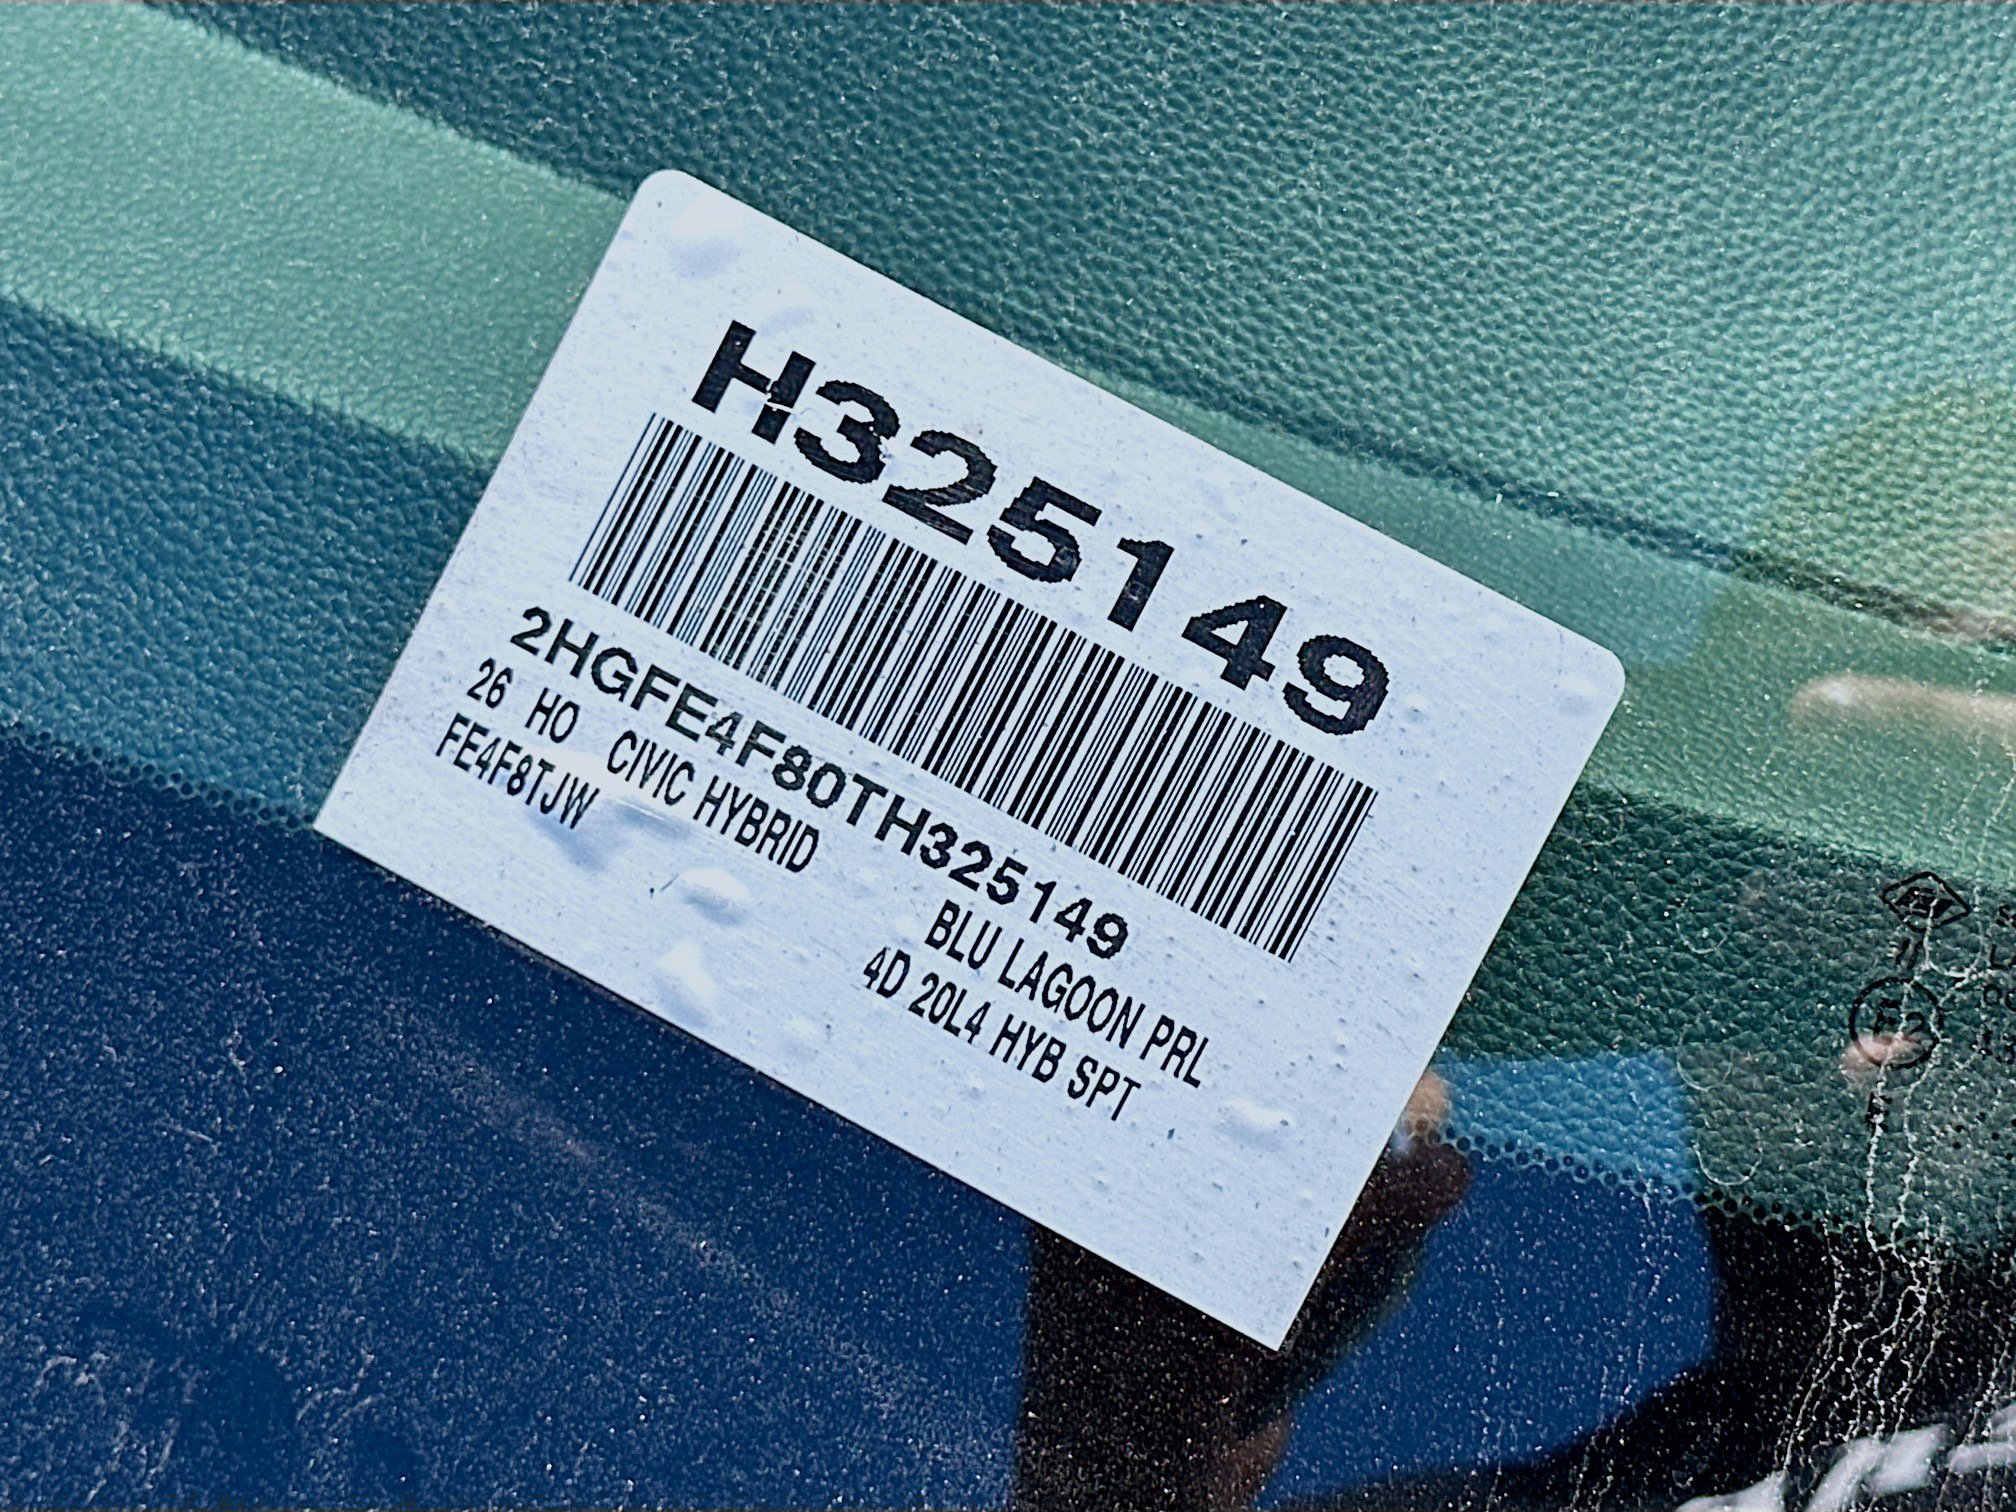 H325149
2HGFE4F80TH325149
26 HO CIVIC HYBRID
BLU LAGOON PRL
FE4F8TJW
4D 20L4 HYB SPT